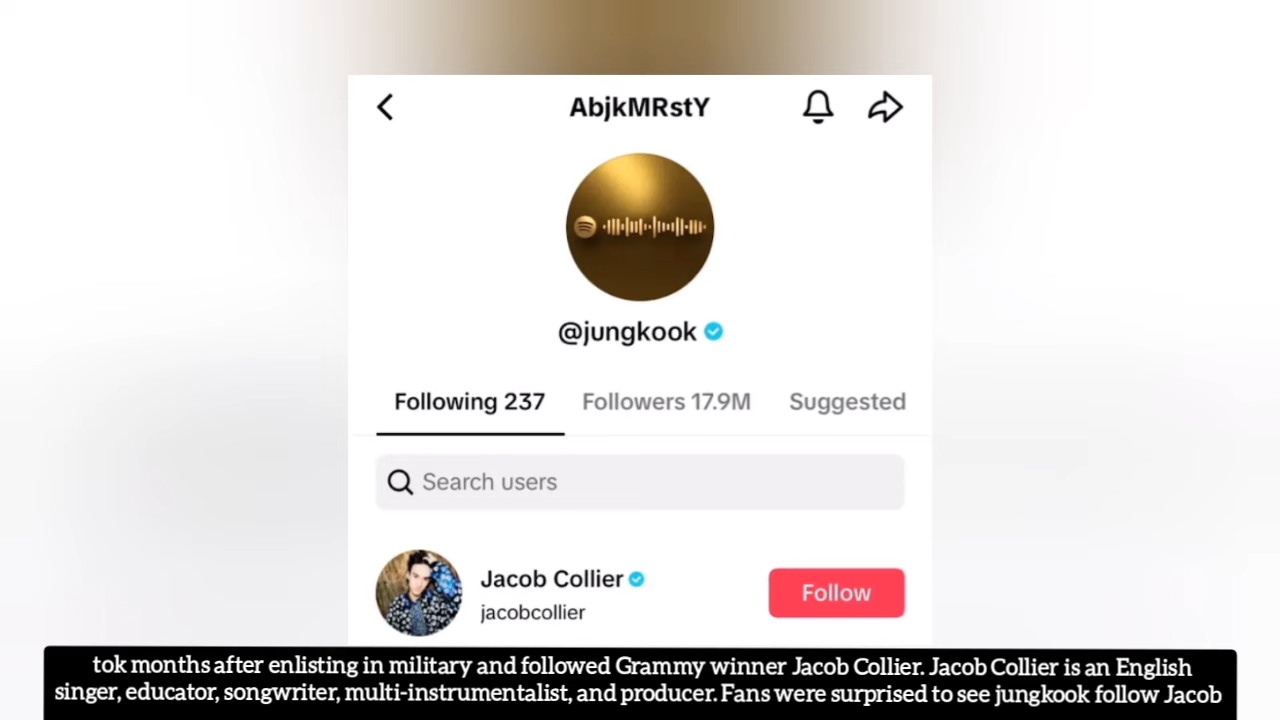 AbjkMRstY
@jungkook
Following 237 Followers 17.9M Suggested
Search users
Jacob Collier
jacobcollier
Follow
tok months after enlisting in military and followed Grammy winner Jacob Collier. Jacob Collier is an English
singer, educator, songwriter, multi-instrumentalist, and producer. Fans were surprised to see jungkook follow Jacob